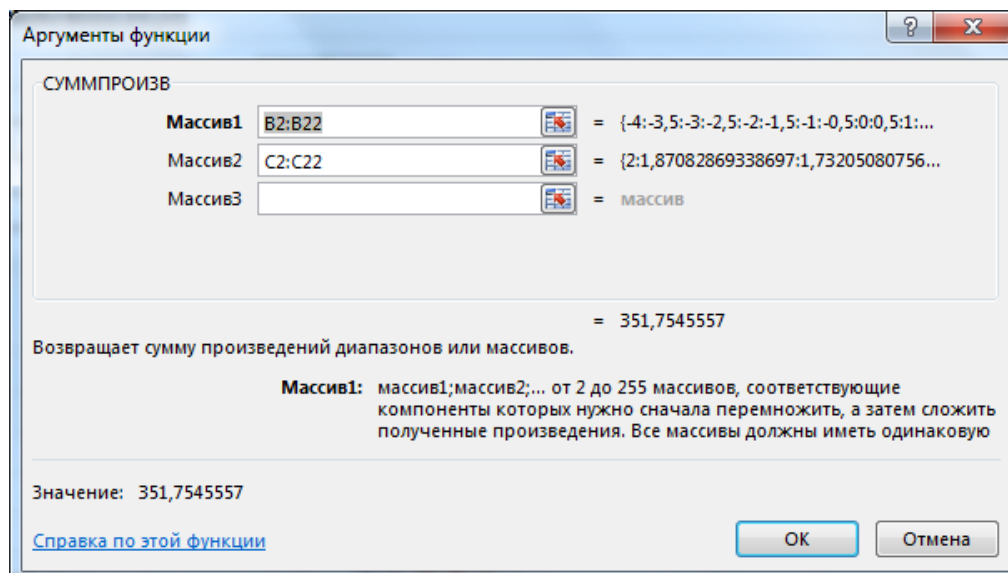 Аргументы функции
СУММПРОИЗВ
Массив1 B2:B22 = {-4:-3,5:-3:-2,5:-2:-1,5:-1:-0,5:0:0,5:1:...
Массив2 C2:C22 = {2:1,87082869338697:1,73205080756...
Массив3 = массив
= 351,7545557
Возвращает сумму произведений диапазонов или массивов.
Массив1: массив1;массив2;... от 2 до 255 массивов, соответствующие
компоненты которых нужно сначала перемножить, а затем сложить
полученные произведения. Все массивы должны иметь одинаковую
Значение: 351,7545557
Справка по этой функции
ОК Отмена